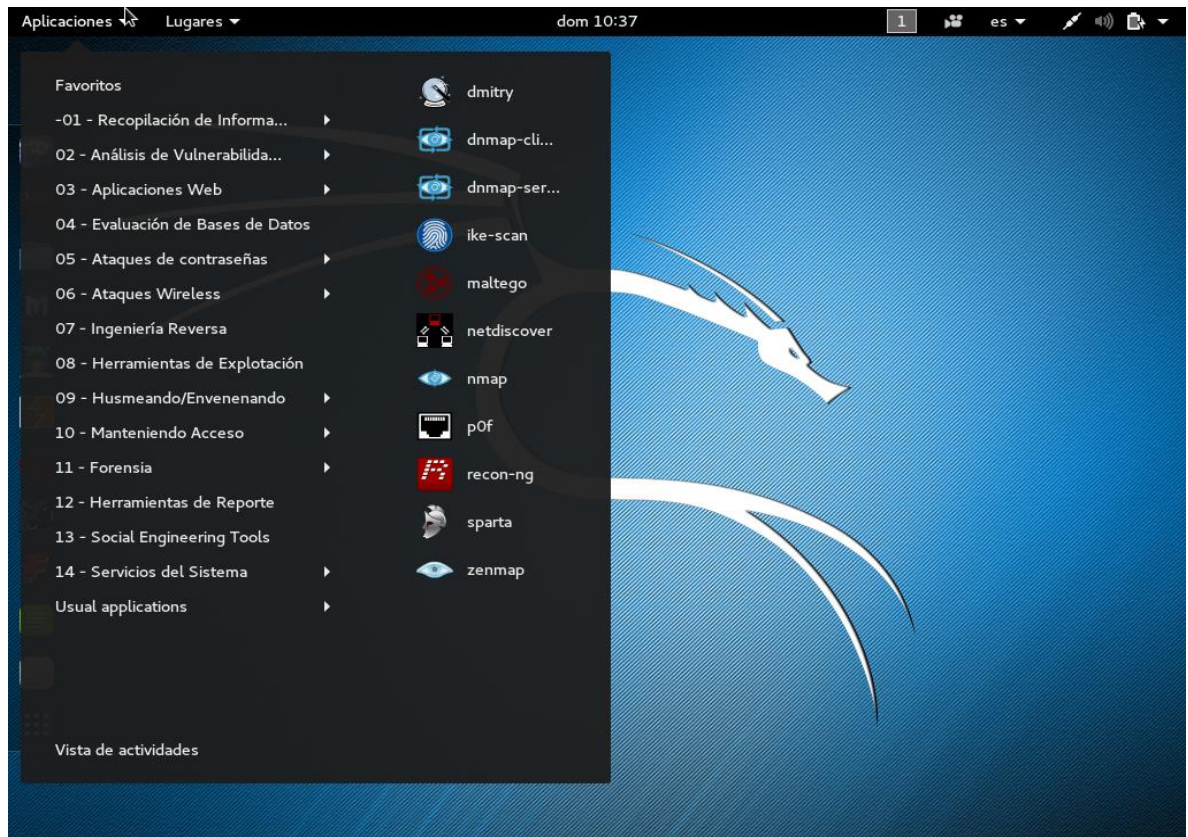 Aplicaciones
Lugares
dom 10:37
1
es
Favoritos
-01 - Recopilación de Informa...
02 - Análisis de Vulnerabilida...
03 - Aplicaciones Web
04 - Evaluación de Bases de Datos
05 - Ataques de contraseñas
06 - Ataques Wireless
07 - Ingeniería Reversa
08 - Herramientas de Explotación
09 - Husmeando/Envenenando
10 - Manteniendo Acceso
11 - Forensia
12 - Herramientas de Reporte
13 - Social Engineering Tools
14 - Servicios del Sistema
Usual applications
Vista de actividades
dmitry
dnmap-cli...
dnmap-ser...
ike-scan
maltego
netdiscover
nmap
p0f
recon-ng
sparta
zenmap